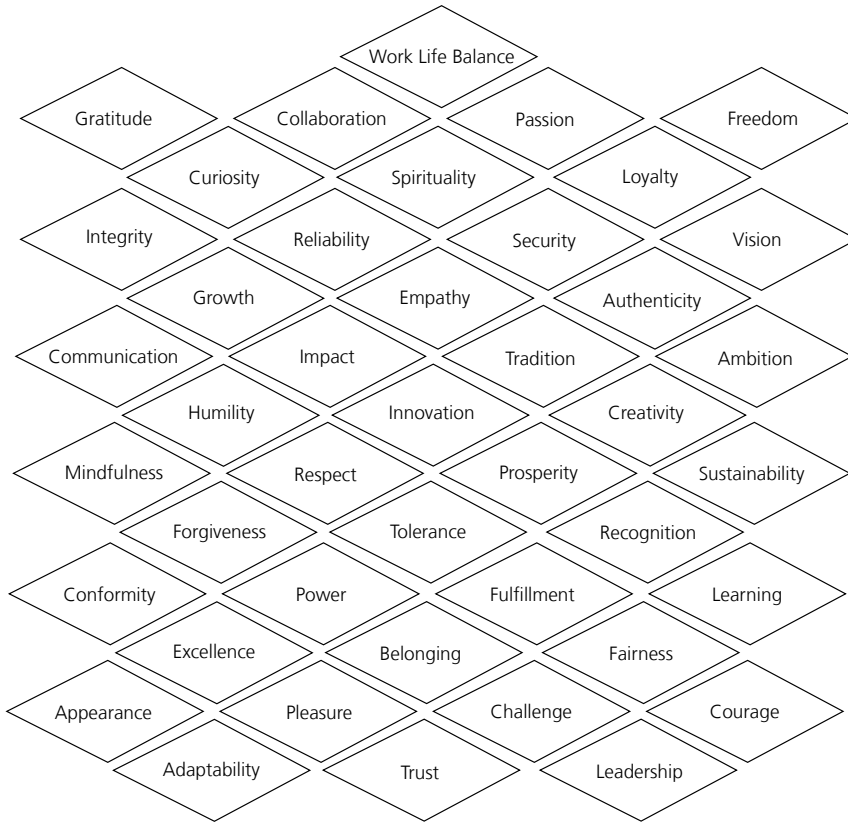 Work Life Balance
Gratitude
Collaboration
Passion
Freedom
Curiosity
Spirituality
Loyalty
Integrity
Reliability
Security
Vision
Growth
Empathy
Authenticity
Communication
Impact
Tradition
Ambition
Humility
Innovation
Creativity
Mindfulness
Respect
Prosperity
Sustainability
Forgiveness
Tolerance
Recognition
Conformity
Power
Fulfillment
Learning
Excellence
Belonging
Fairness
Appearance
Pleasure
Challenge
Courage
Adaptability
Trust
Leadership